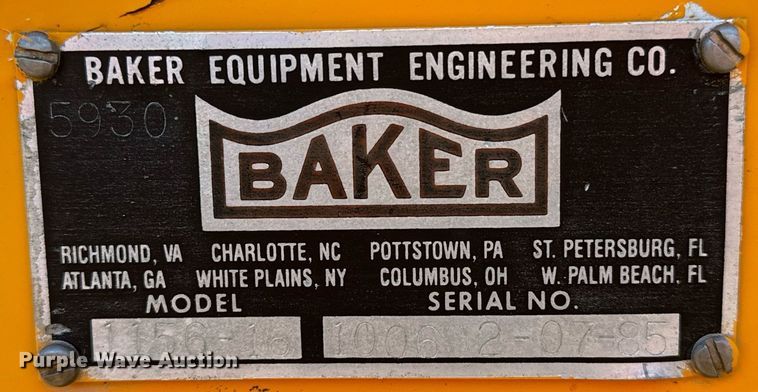 BAKER EQUIPMENT ENGINEERING CO.
5930
BAKER
RICHMOND, VA CHARLOTTE, NC POTTSTOWN, PA ST. PETERSBURG, FL
ATLANTA, GA WHITE PLAINS, NY COLUMBUS, OH W. PALM BEACH, FL
MODEL SERIAL NO.
2-07-85
Purple Wave Auction